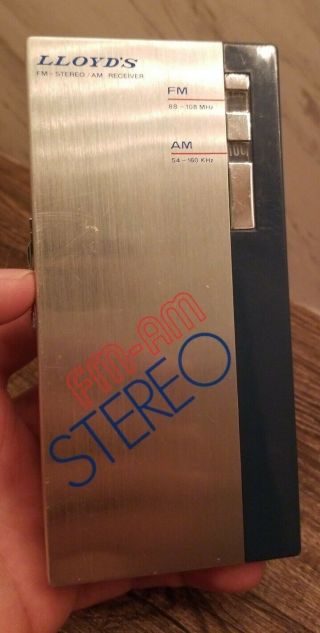 LLOYD'S
FM-STEREO/AM RECEIVER
FM
88-108 MHz
AM
54-160 KHz
FM-AM
STEREO